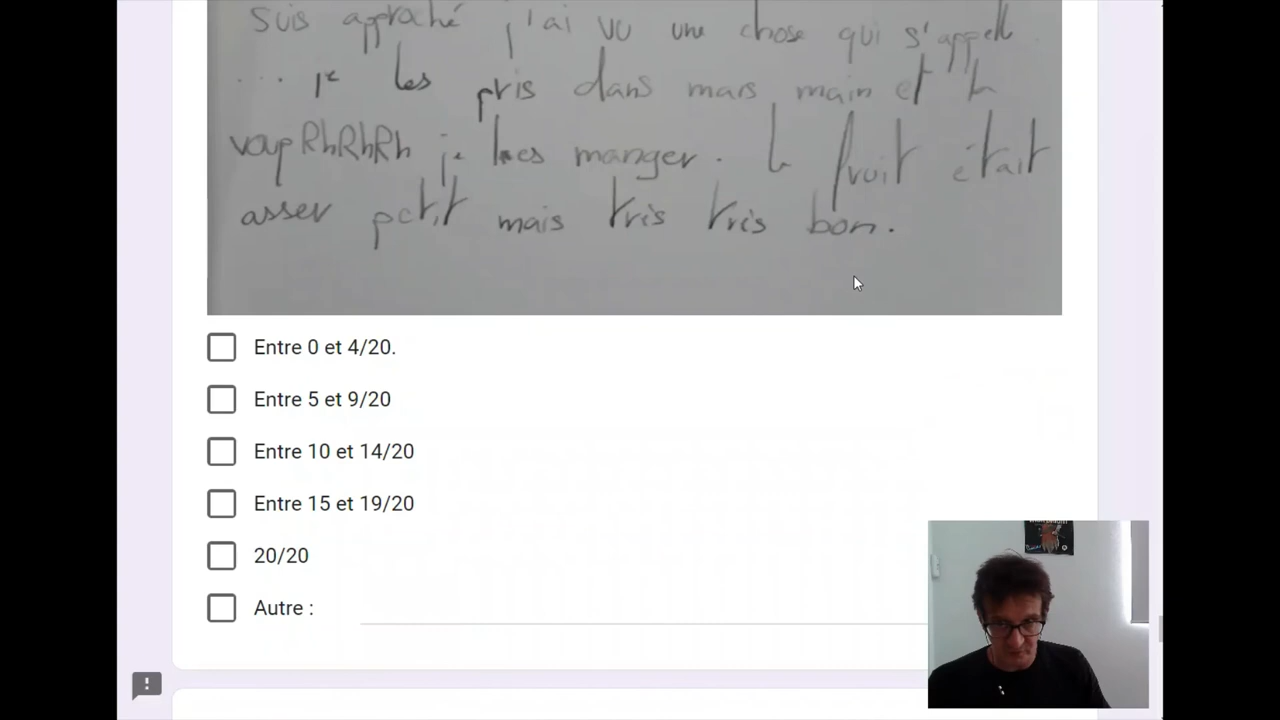 suis approché j'ai vu une chose qui s'appell
... je les pris dans mais main et la
voupRhRhRh je les manger. le fruit était
asser petit mais très très bon.
Entre 0 et 4/20.
Entre 5 et 9/20
Entre 10 et 14/20
Entre 15 et 19/20
20/20
Autre :